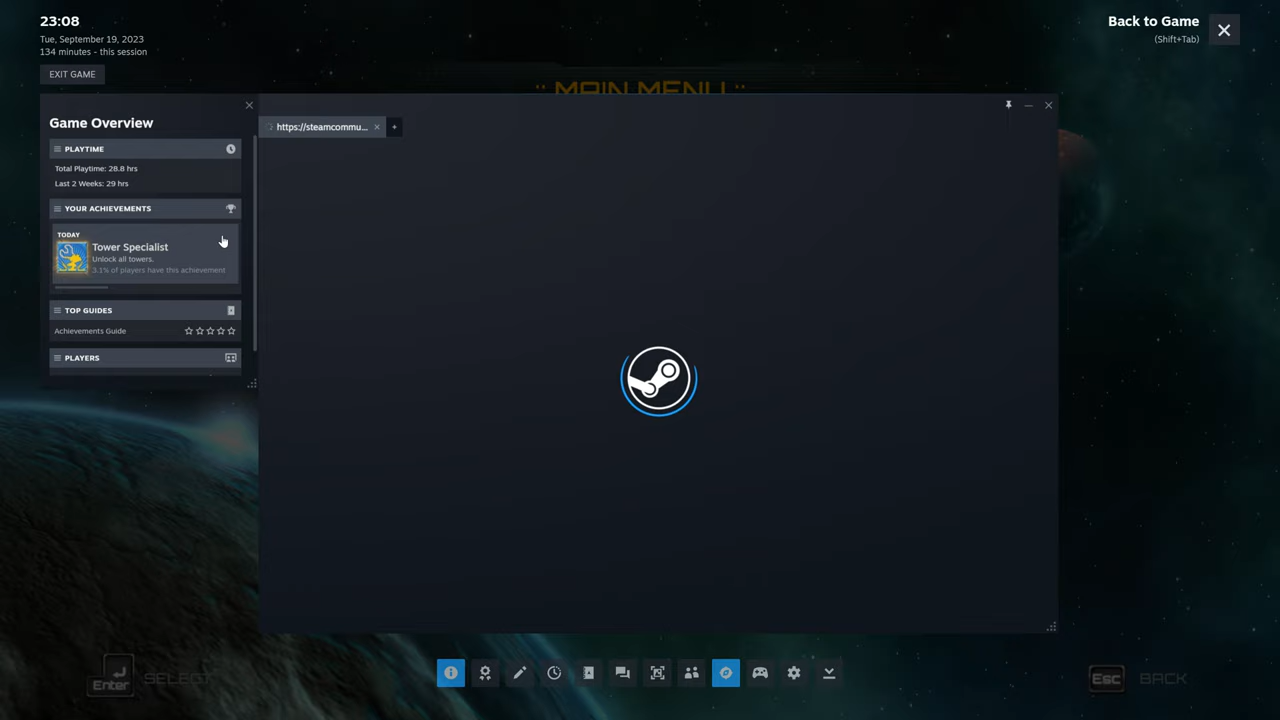 23:08
Tue, September 19, 2023
134 minutes - this session
EXIT GAME
Back to Game
(Shift+Tab)
:: MAIN MENU ::
https://steamcommu...
Game Overview
PLAYTIME
Total Playtime: 28.8 hrs
Last 2 Weeks: 29 hrs
YOUR ACHIEVEMENTS
TODAY
Tower Specialist
Unlock all towers.
3.1% of players have this achievement
TOP GUIDES
Achievements Guide
PLAYERS
Enter SELECT
Esc BACK